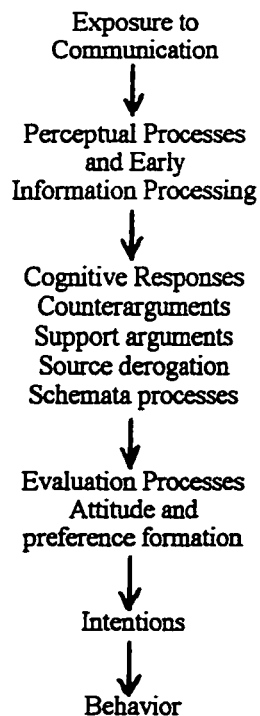 Exposure to
Communication
Perceptual Processes
and Early
Information Processing
Cognitive Responses
Counterarguments
Support arguments
Source derogation
Schemata processes
Evaluation Processes
Attitude and
preference formation
Intentions
Behavior